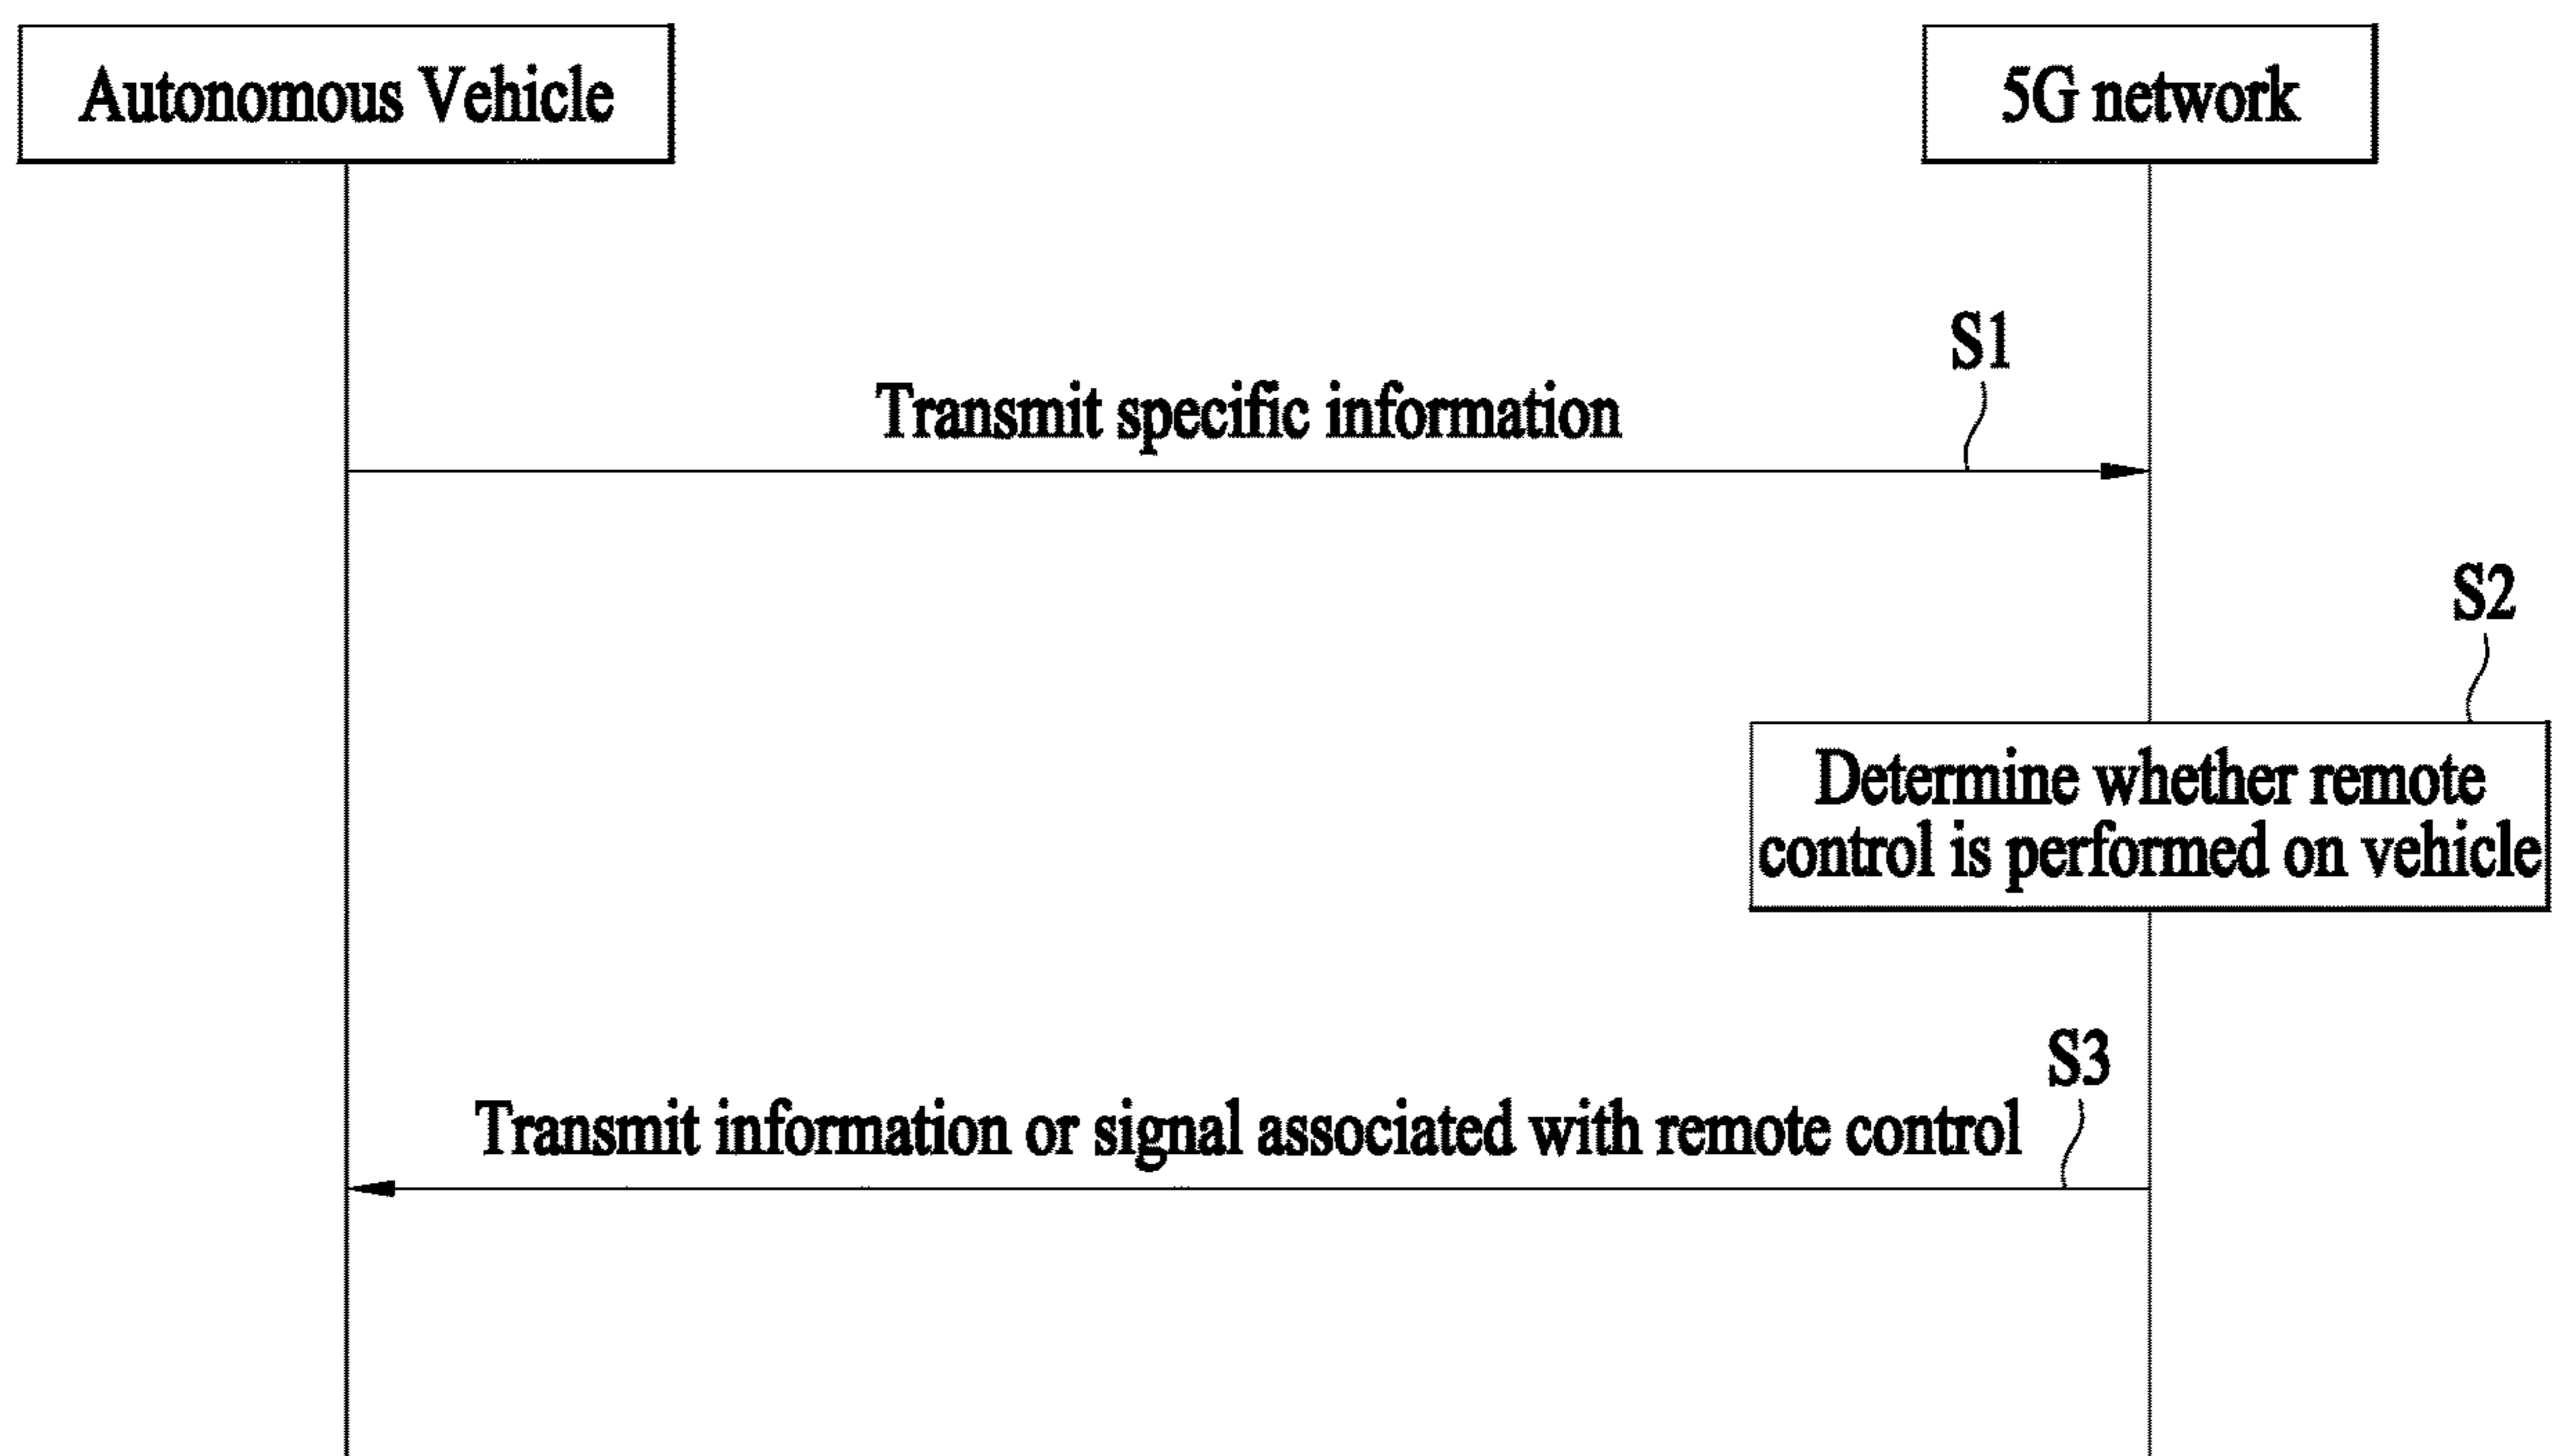 Autonomous Vehicle
5G network
S1
Transmit specific information
S2
Determine whether remote
control is performed on vehicle
S3
Transmit information or signal associated with remote control